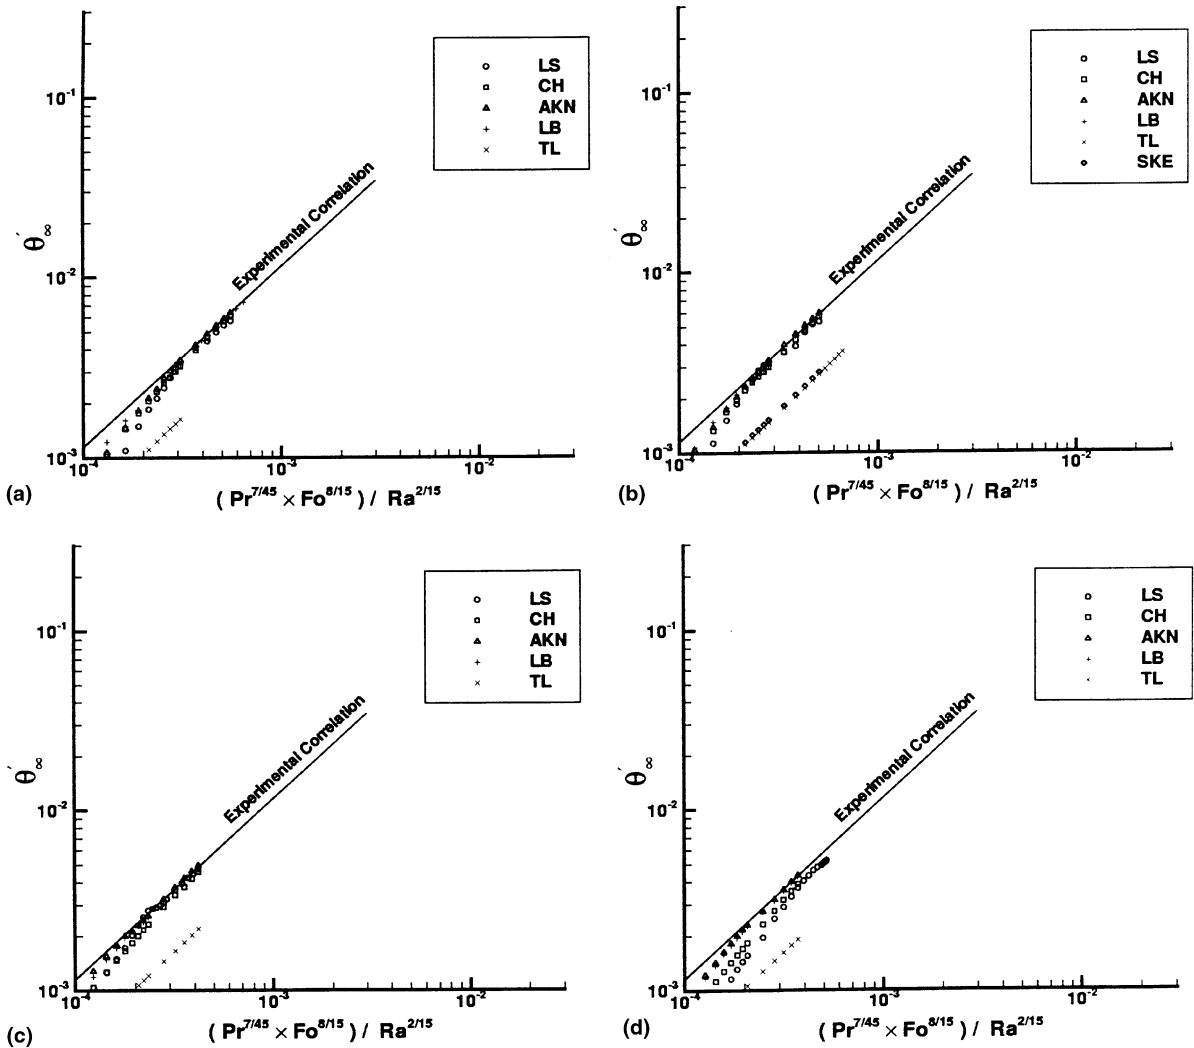 LS
CH
AKN
LB
TL
10⁻¹
Experimental Correlation
θ′∞
10⁻²
10⁻³
10⁻⁴ 10⁻³ 10⁻²
(a) (Pr^7/45 × Fo^8/15) / Ra^2/15
LS
CH
AKN
LB
TL
SKE
10⁻¹
Experimental Correlation
θ′∞
10⁻²
10⁻³
10⁻⁴ 10⁻³ 10⁻²
(b) (Pr^7/45 × Fo^8/15) / Ra^2/15
LS
CH
AKN
LB
TL
10⁻¹
Experimental Correlation
θ′∞
10⁻²
10⁻³
10⁻⁴ 10⁻³ 10⁻²
(c) (Pr^7/45 × Fo^8/15) / Ra^2/15
LS
CH
AKN
LB
TL
10⁻¹
Experimental Correlation
θ′∞
10⁻²
10⁻³
10⁻⁴ 10⁻³ 10⁻²
(d) (Pr^7/45 × Fo^8/15) / Ra^2/15